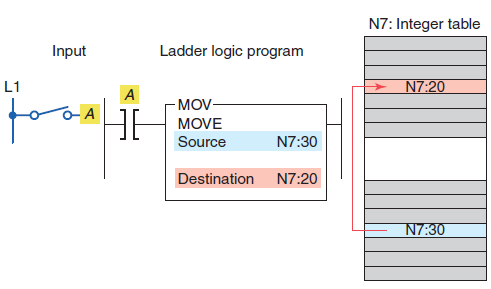 N7: Integer table
Input
Ladder logic program
L1
A
A
MOV
MOVE
Source N7:30
Destination N7:20
N7:20
N7:30